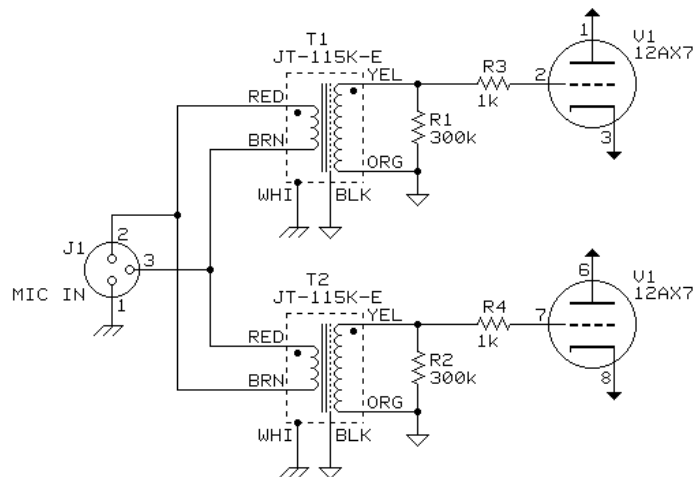 T1
JT-115K-E
RED
BRN
WHI
BLK
YEL
ORG
R1
300k
R3
1k
1
2
3
V1
12AX7
J1
MIC IN
2
3
1
T2
JT-115K-E
RED
BRN
WHI
BLK
YEL
ORG
R2
300k
R4
1k
6
7
8
V1
12AX7